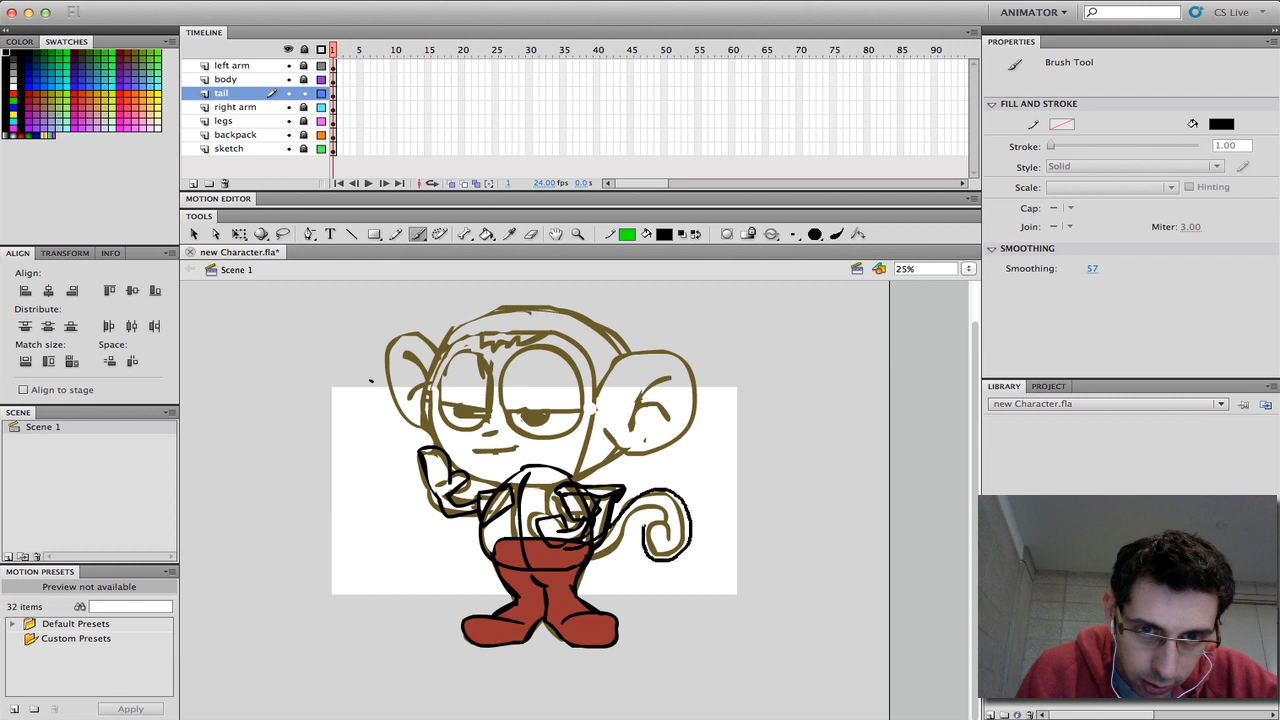 Fl
ANIMATOR
CS Live
COLOR
SWATCHES
TIMELINE
1 5 10 15 20 25 30 35 40 45 50 55 60 65 70 75 80 85 90
left arm
body
tail
right arm
legs
backpack
sketch
1 24.00 fps 0.0 s
MOTION EDITOR
TOOLS
new Character.fla*
Scene 1
25%
ALIGN
TRANSFORM
INFO
Align:
Distribute:
Match size:
Space:
Align to stage
SCENE
Scene 1
MOTION PRESETS
Preview not available
32 items
Default Presets
Custom Presets
Apply
PROPERTIES
Brush Tool
FILL AND STROKE
Stroke:
1.00
Style:
Solid
Scale:
Hinting
Cap:
Join:
Miter: 3.00
SMOOTHING
Smoothing:
57
LIBRARY
PROJECT
new Character.fla